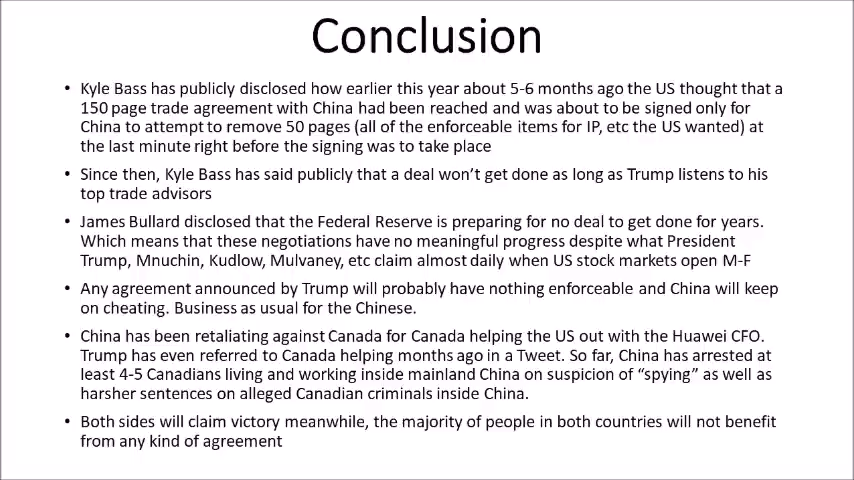 Conclusion
• Kyle Bass has publicly disclosed how earlier this year about 5-6 months ago the US thought that a
150 page trade agreement with China had been reached and was about to be signed only for
China to attempt to remove 50 pages (all of the enforceable items for IP, etc the US wanted) at
the last minute right before the signing was to take place
• Since then, Kyle Bass has said publicly that a deal won't get done as long as Trump listens to his
top trade advisors
• James Bullard disclosed that the Federal Reserve is preparing for no deal to get done for years.
Which means that these negotiations have no meaningful progress despite what President
Trump, Mnuchin, Kudlow, Mulvaney, etc claim almost daily when US stock markets open M-F
• Any agreement announced by Trump will probably have nothing enforceable and China will keep
on cheating. Business as usual for the Chinese.
• China has been retaliating against Canada for Canada helping the US out with the Huawei CFO.
Trump has even referred to Canada helping months ago in a Tweet. So far, China has arrested at
least 4-5 Canadians living and working inside mainland China on suspicion of “spying” as well as
harsher sentences on alleged Canadian criminals inside China.
• Both sides will claim victory meanwhile, the majority of people in both countries will not benefit
from any kind of agreement